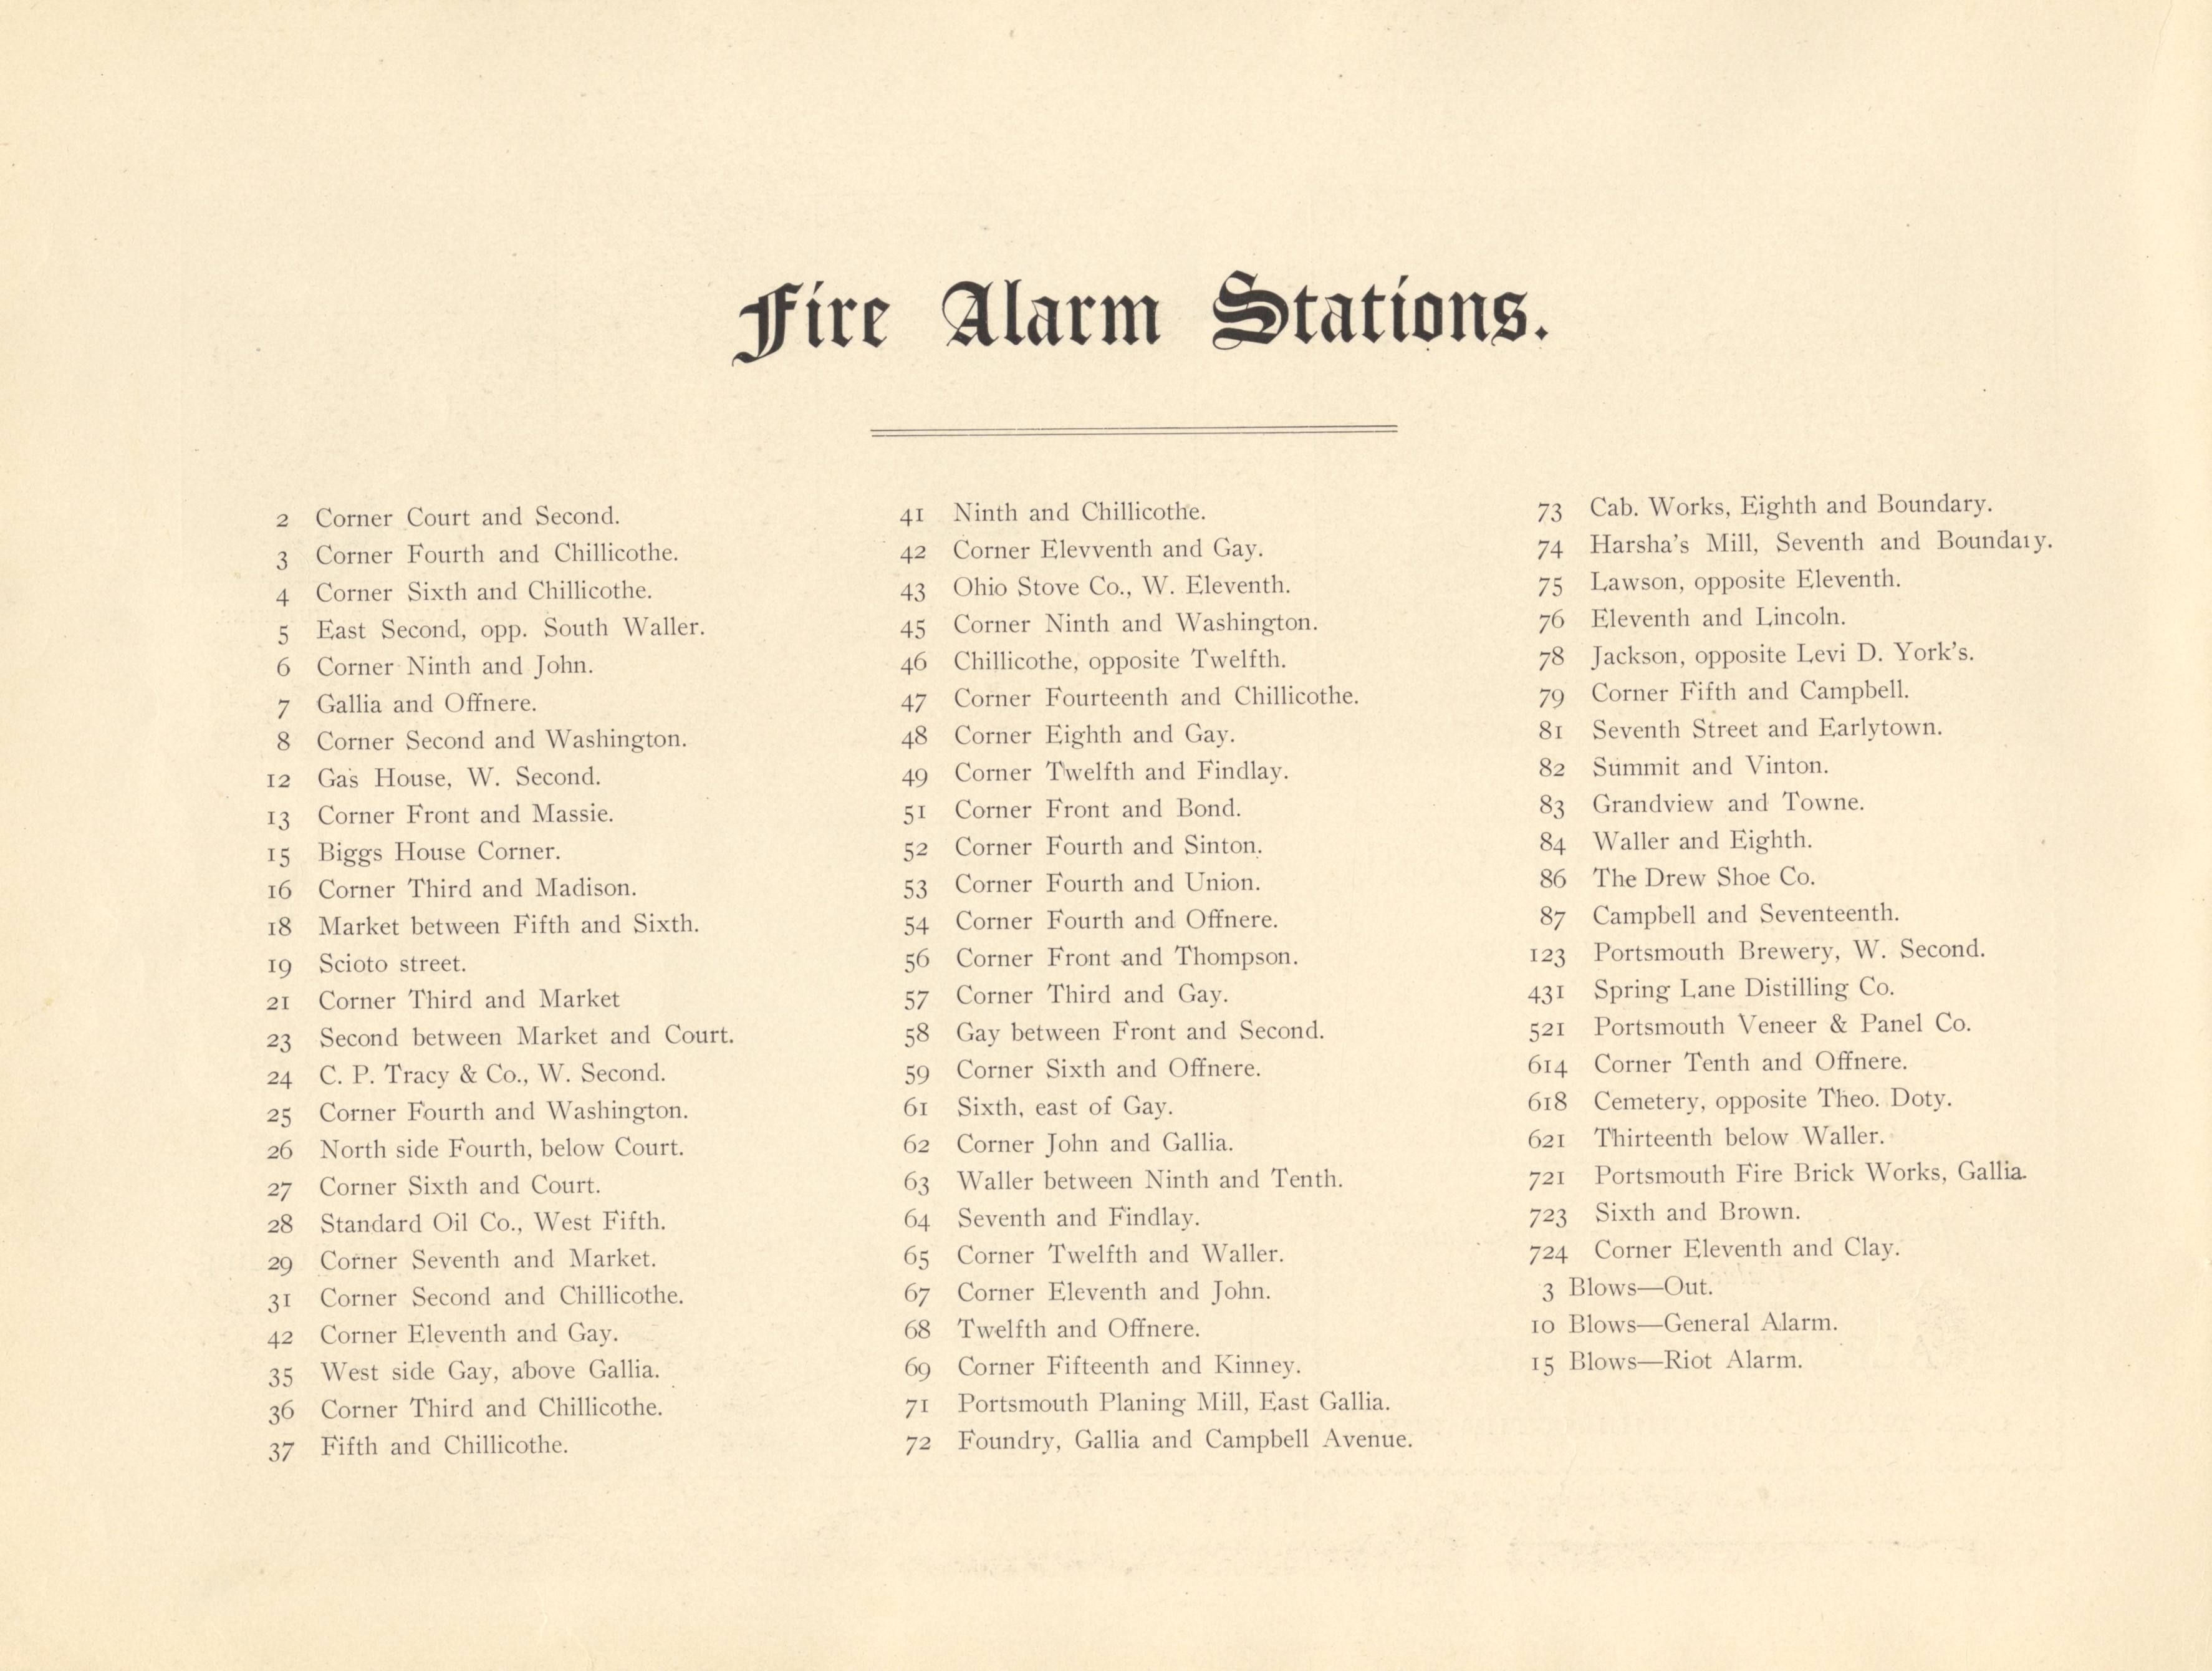 Fire Alarm Stations.
2 Corner Court and Second.
3 Corner Fourth and Chillicothe.
4 Corner Sixth and Chillicothe.
5 East Second, opp. South Waller.
6 Corner Ninth and John.
7 Gallia and Offnere.
8 Corner Second and Washington.
12 Gas House, W. Second.
13 Corner Front and Massie.
15 Biggs House Corner.
16 Corner Third and Madison.
18 Market between Fifth and Sixth.
19 Scioto street.
21 Corner Third and Market
23 Second between Market and Court.
24 C. P. Tracy & Co., W. Second.
25 Corner Fourth and Washington.
26 North side Fourth, below Court.
27 Corner Sixth and Court.
28 Standard Oil Co., West Fifth.
29 Corner Seventh and Market.
31 Corner Second and Chillicothe.
42 Corner Eleventh and Gay.
35 West side Gay, above Gallia.
36 Corner Third and Chillicothe.
37 Fifth and Chillicothe.
41 Ninth and Chillicothe.
42 Corner Elevventh and Gay.
43 Ohio Stove Co., W. Eleventh.
45 Corner Ninth and Washington.
46 Chillicothe, opposite Twelfth.
47 Corner Fourteenth and Chillicothe.
48 Corner Eighth and Gay.
49 Corner Twelfth and Findlay.
51 Corner Front and Bond.
52 Corner Fourth and Sinton.
53 Corner Fourth and Union.
54 Corner Fourth and Offnere.
56 Corner Front and Thompson.
57 Corner Third and Gay.
58 Gay between Front and Second.
59 Corner Sixth and Offnere.
61 Sixth, east of Gay.
62 Corner John and Gallia.
63 Waller between Ninth and Tenth.
64 Seventh and Findlay.
65 Corner Twelfth and Waller.
67 Corner Eleventh and John.
68 Twelfth and Offnere.
69 Corner Fifteenth and Kinney.
71 Portsmouth Planing Mill, East Gallia.
72 Foundry, Gallia and Campbell Avenue.
73 Cab. Works, Eighth and Boundary.
74 Harsha's Mill, Seventh and Boundary.
75 Lawson, opposite Eleventh.
76 Eleventh and Lincoln.
78 Jackson, opposite Levi D. York's.
79 Corner Fifth and Campbell.
81 Seventh Street and Earlytown.
82 Summit and Vinton.
83 Grandview and Towne.
84 Waller and Eighth.
86 The Drew Shoe Co.
87 Campbell and Seventeenth.
123 Portsmouth Brewery, W. Second.
431 Spring Lane Distilling Co.
521 Portsmouth Veneer & Panel Co.
614 Corner Tenth and Offnere.
618 Cemetery, opposite Theo. Doty.
621 Thirteenth below Waller.
721 Portsmouth Fire Brick Works, Gallia.
723 Sixth and Brown.
724 Corner Eleventh and Clay.
3 Blows—Out.
10 Blows—General Alarm.
15 Blows—Riot Alarm.